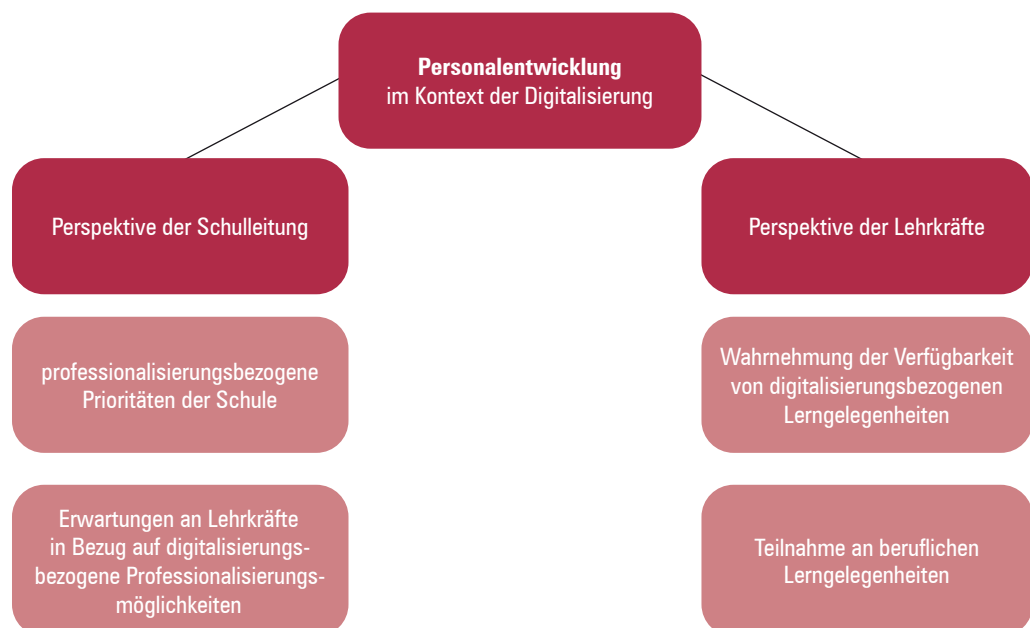 Personalentwicklung
im Kontext der Digitalisierung
Perspektive der Schulleitung
Perspektive der Lehrkräfte
professionalisierungsbezogene
Prioritäten der Schule
Wahrnehmung der Verfügbarkeit
von digitalisierungsbezogenen
Lerngelegenheiten
Erwartungen an Lehrkräfte
in Bezug auf digitalisierungs-
bezogene Professionalisierungs-
möglichkeiten
Teilnahme an beruflichen
Lerngelegenheiten